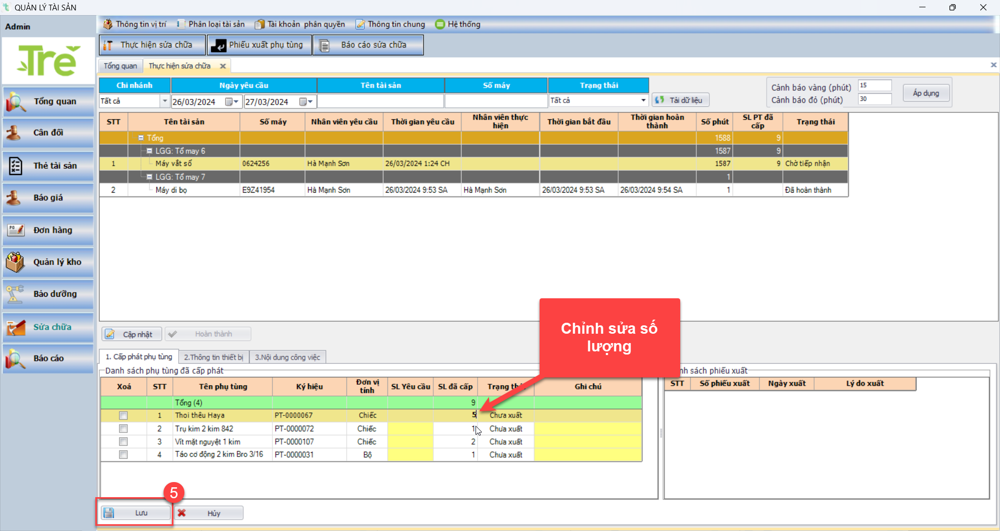 QUẢN LÝ TÀI SẢN
Admin
Thông tin vị trí
Phân loại tài sản
Tài khoản phân quyền
Thông tin chung
Hệ thống
Tre
Thực hiện sửa chữa
Phiếu xuất phụ tùng
Báo cáo sửa chữa
Tổng quan
Thực hiện sửa chữa
Tổng quan
Cân đối
Thẻ tài sản
Báo giá
Đơn hàng
Quản lý kho
Bảo dưỡng
Sửa chữa
Báo cáo
Chi nhánh Ngày yêu cầu Tên tài sản Số máy Trạng thái
Tất cả 26/03/2024 27/03/2024 Tất cả Tải dữ liệu
Cảnh báo vàng (phút) 15
Cảnh báo đỏ (phút) 30
Áp dụng
STT Tên tài sản Số máy Nhân viên yêu cầu Thời gian yêu cầu Nhân viên thực hiện Thời gian bắt đầu Thời gian hoàn thành Số phút SL PT đã cấp Trạng thái
Tổng 1588 9
LGG: Tổ may 6 1587 9
1 Máy vắt sổ 0624256 Hà Mạnh Sơn 26/03/2024 1:24 CH 1587 9 Chờ tiếp nhận
LGG: Tổ may 7 1
2 Máy di bọ E9Z41954 Hà Mạnh Sơn 26/03/2024 9:53 SA Hà Mạnh Sơn 26/03/2024 9:53 SA 26/03/2024 9:54 SA 1 Đã hoàn thành
Cập nhật
Hoàn thành
Chỉnh sửa số
lượng
1. Cấp phát phụ tùng
2.Thông tin thiết bị
3.Nội dung công việc
Danh sách phụ tùng đã cấp phát
Xoá STT Tên phụ tùng Ký hiệu Đơn vị tính SL Yêu cầu SL đã cấp Trạng Ghi chú
Tổng (4) 9
1 Thoi thêu Haya PT-0000067 Chiếc 5 Chưa xuất
2 Trụ kim 2 kim 842 PT-0000072 Chiếc 1 Chưa xuất
3 Vít mặt nguyệt 1 kim PT-0000107 Chiếc 2 Chưa xuất
4 Táo cơ động 2 kim Bro 3/16 PT-0000031 Bộ 1 Chưa xuất
sách phiếu xuất
STT Số phiếu xuất Ngày xuất Lý do xuất
5
Lưu
Hủy